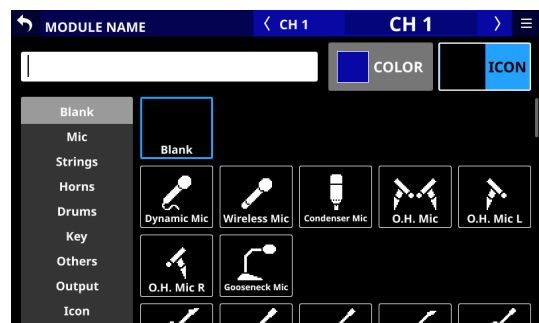 MODULE NAME
CH 1
CH 1
COLOR
ICON
Blank
Mic
Strings
Horns
Drums
Key
Others
Output
Icon
Blank
Dynamic Mic
Wireless Mic
Condenser Mic
O.H. Mic
O.H. Mic L
O.H. Mic R
Gooseneck Mic